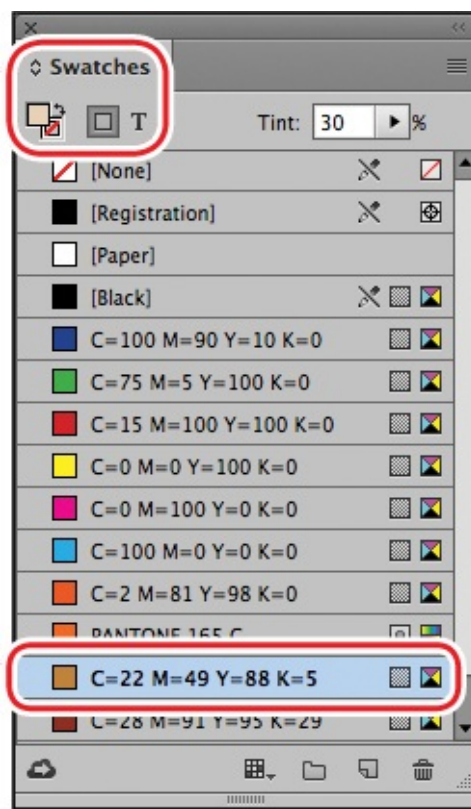 Swatches
T Tint: 30 %
[None]
[Registration]
[Paper]
[Black]
C=100 M=90 Y=10 K=0
C=75 M=5 Y=100 K=0
C=15 M=100 Y=100 K=0
C=0 M=0 Y=100 K=0
C=0 M=100 Y=0 K=0
C=100 M=0 Y=0 K=0
C=2 M=81 Y=98 K=0
PANTONE 165 C
C=22 M=49 Y=88 K=5
C=28 M=91 Y=95 K=29